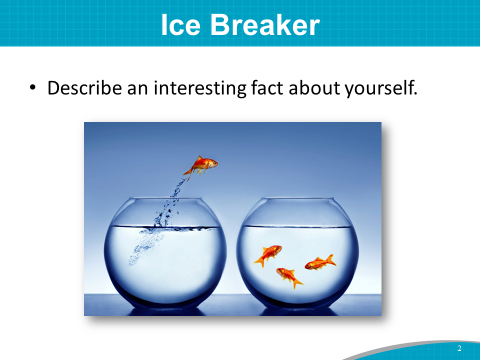 Ice Breaker
• Describe an interesting fact about yourself.
2